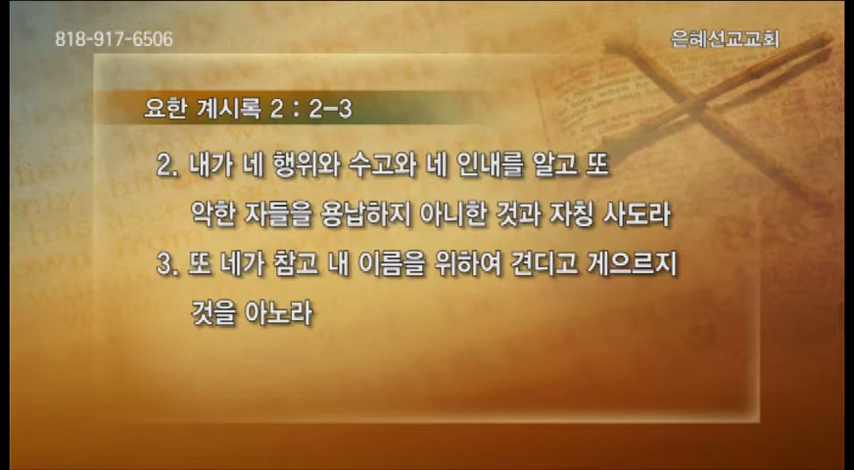 818-917-6506
은혜선교교회
요한 계시록 2 : 2-3
2. 내가 네 행위와 수고와 네 인내를 알고 또
악한 자들을 용납하지 아니한 것과 자칭 사도라
3. 또 네가 참고 내 이름을 위하여 견디고 게으르지
것을 아노라